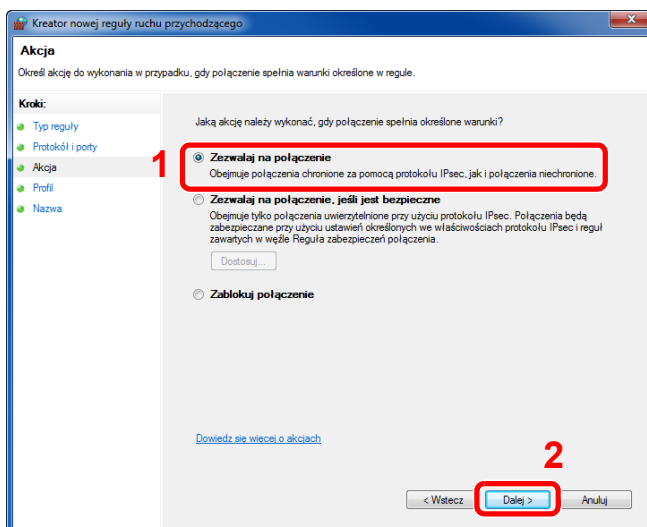 Kreator nowej reguły ruchu przychodzącego
Akcja
Określ akcję do wykonania w przypadku, gdy połączenie spełnia warunki określone w regule.
Kroki:
Typ reguły
Protokół i porty
Akcja
Profil
Nazwa
Jaką akcję należy wykonać, gdy połączenie spełnia określone warunki?
1
Zezwalaj na połączenie
Obejmuje połączenia chronione za pomocą protokołu IPsec, jak i połączenia niechronione.
Zezwalaj na połączenie, jeśli jest bezpieczne
Obejmuje tylko połączenia uwierzytelnione przy użyciu protokołu IPsec. Połączenia będą
zabezpieczane przy użyciu ustawień określonych we właściwościach protokołu IPsec i reguł
zawartych w węźle Reguła zabezpieczeń połączenia.
Dostosuj...
Zablokuj połączenie
Dowiedz się więcej o akcjach
2
< Wstecz
Dalej >
Anuluj